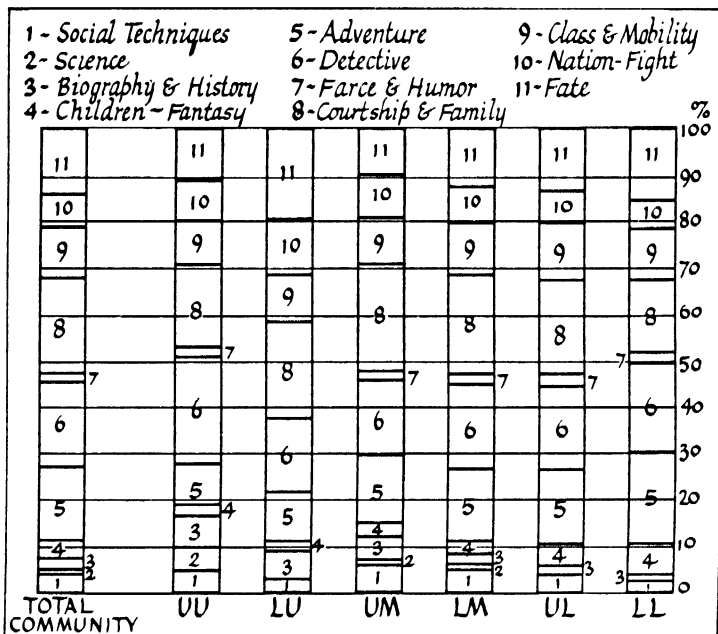 1 - Social Techniques 5 - Adventure 9 - Class & Mobility
2 - Science 6 - Detective 10 - Nation-Fight
3 - Biography & History 7 - Farce & Humor 11 - Fate
4 - Children - Fantasy 8 - Courtship & Family
%
11 11 11 11 11 11 11 100
90
10 10 10 10 10 10 10 80
9 9 9 9 9 9 9 70
8 8 8 8 8 8 8 60
7 7 7 7 7 7 50
6 6 6 6 6 6 6 40
30
5 5 5 5 5 5 5 20
4 4 4 4 4 4 4 10
3 3 3 3 3 3 3
2 2 2 2
1 1 1 1 1 1 1 0
TOTAL COMMUNITY UU LU UM LM UL LL